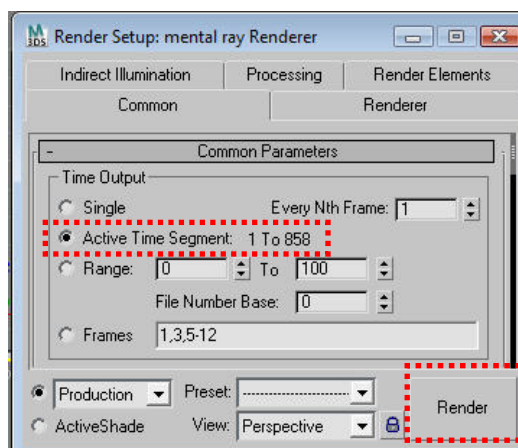 M
3DS
Render Setup: mental ray Renderer
Indirect Illumination Processing Render Elements
Common Renderer
- Common Parameters
Time Output
Single Every Nth Frame: 1
Active Time Segment: 1 To 858
Range: 0 To 100
File Number Base: 0
Frames 1,3,5-12
Production Preset: --------------------
ActiveShade View: Perspective
Render